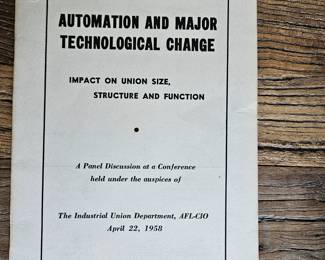 AUTOMATION AND MAJOR
TECHNOLOGICAL CHANGE
IMPACT ON UNION SIZE,
STRUCTURE AND FUNCTION
A Panel Discussion at a Conference
held under the auspices of
The Industrial Union Department, AFL-CIO
April 22, 1958